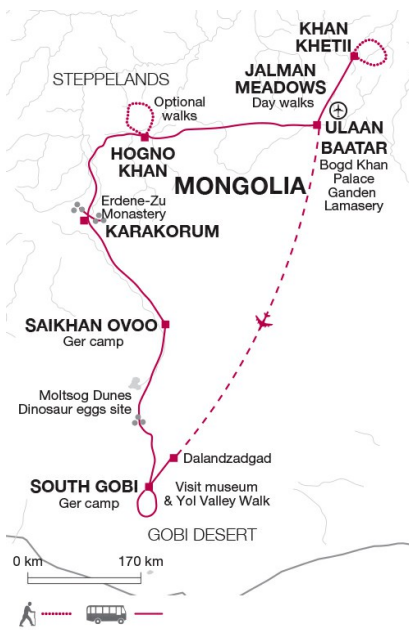 KHAN
KHETII
STEPPELANDS
JALMAN
MEADOWS
Day walks
Optional
walks
ULAAN
BAATAR
Bogd Khan
Palace
Ganden
Lamasery
HOGNO
KHAN
MONGOLIA
Erdene-Zu
Monastery
KARAKORUM
SAIKHAN OVOO
Ger camp
Moltsog Dunes
Dinosaur eggs site
Dalandzadgad
SOUTH GOBI
Ger camp
Visit museum
& Yol Valley Walk
GOBI DESERT
0 km
170 km